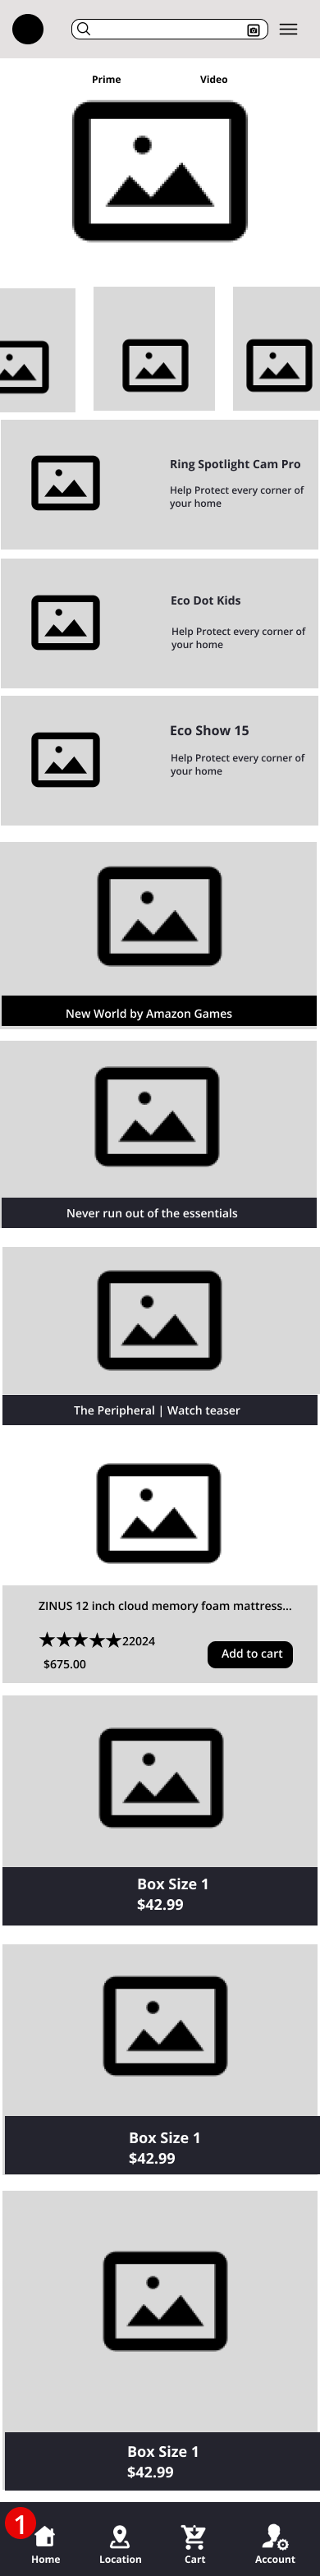 Prime
Video
Ring Spotlight Cam Pro
Help Protect every corner of
your home
Eco Dot Kids
Help Protect every corner of
your home
Eco Show 15
Help Protect every corner of
your home
New World by Amazon Games
Never run out of the essentials
The Peripheral | Watch teaser
ZINUS 12 inch cloud memory foam mattress...
22024
$675.00
Add to cart
Box Size 1
$42.99
Box Size 1
$42.99
Box Size 1
$42.99
1
Home
Location
Cart
Account